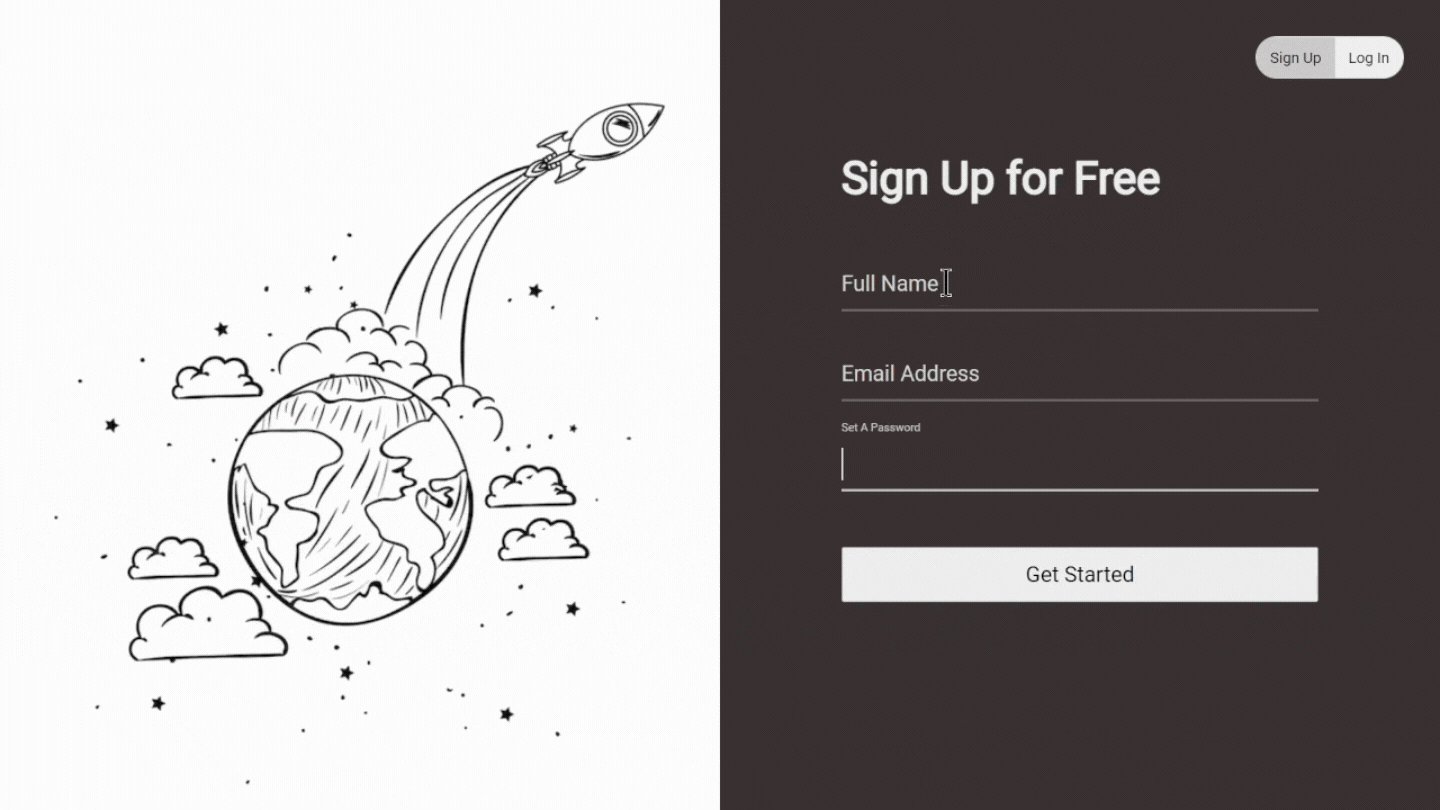 Sign Up Log In
Sign Up for Free
Full Name
Email Address
Set A Password
Get Started